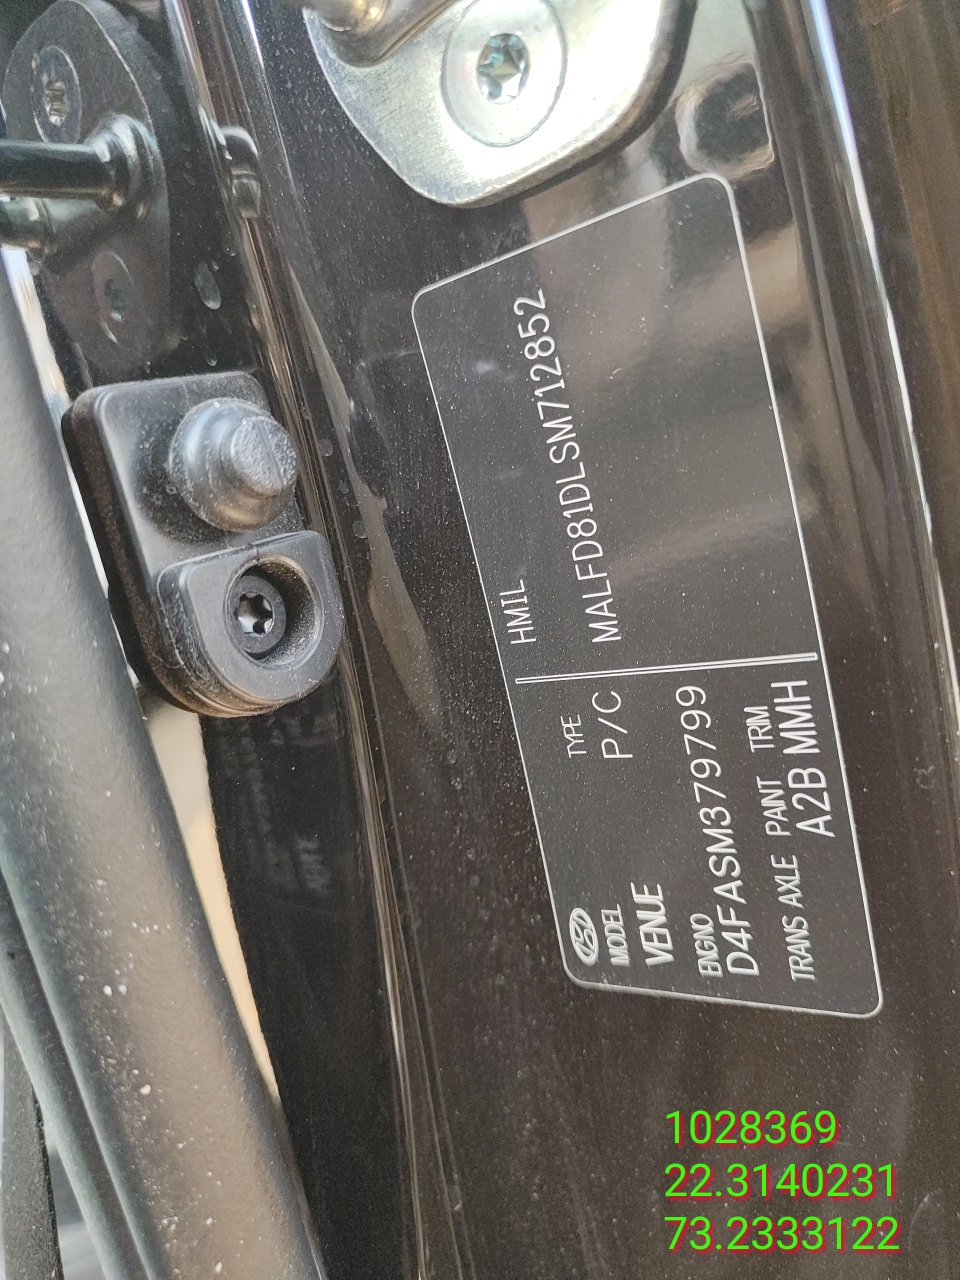 HMIL
MALFD81DLSM712852
MODEL TYPE
VENUE P/C
ENGNO
D4FASM379799
TRANS AXLE PAINT TRIM
A2B MMH
1028369
22.3140231
73.2333122